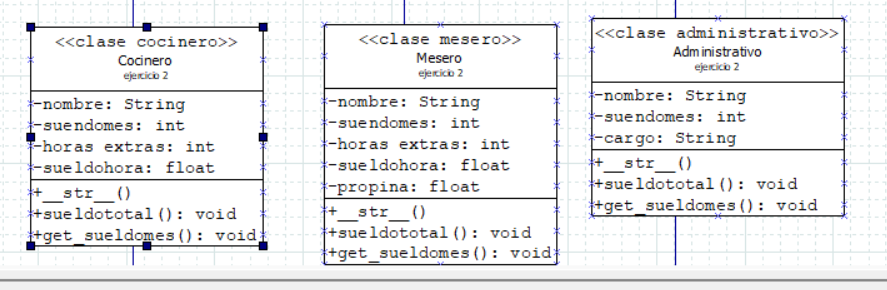 <<clase cocinero>>
Cocinero
ejercicio 2
-nombre: String
-suendomes: int
-horas extras: int
-sueldohora: float
+__str__()
+sueldototal(): void
+get_sueldomes(): void
<<clase mesero>>
Mesero
ejercicio 2
-nombre: String
-suendomes: int
-horas extras: int
-sueldohora: float
-propina: float
+__str__()
+sueldototal(): void
+get_sueldomes(): void
<<clase administrativo>>
Administrativo
ejercicio 2
-nombre: String
-suendomes: int
-cargo: String
+__str__()
+sueldototal(): void
+get_sueldomes(): void